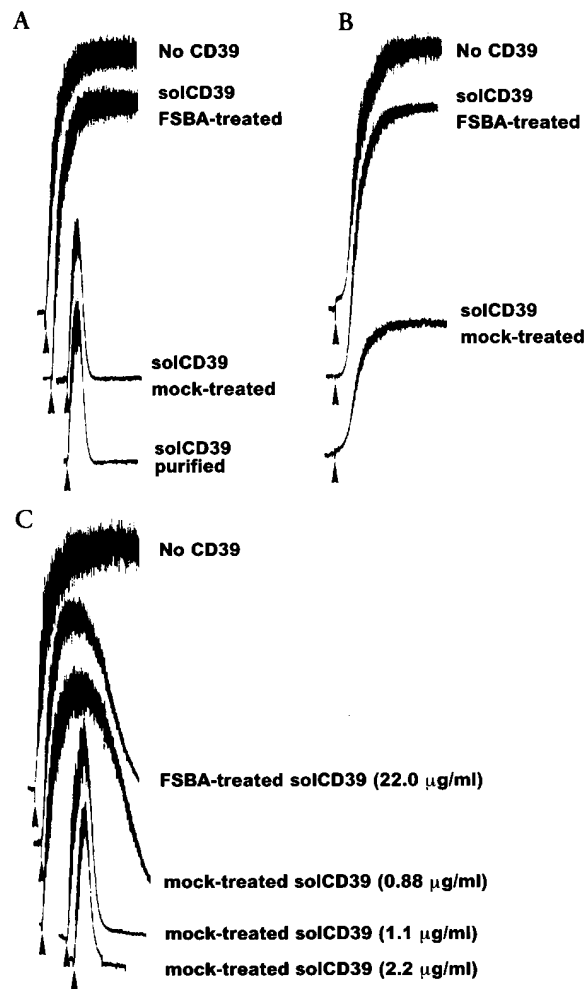 A
No CD39
solCD39
FSBA-treated
solCD39
mock-treated
solCD39
purified
B
No CD39
solCD39
FSBA-treated
solCD39
mock-treated
C
No CD39
FSBA-treated solCD39 (22.0 µg/ml)
mock-treated solCD39 (0.88 µg/ml)
mock-treated solCD39 (1.1 µg/ml)
mock-treated solCD39 (2.2 µg/ml)